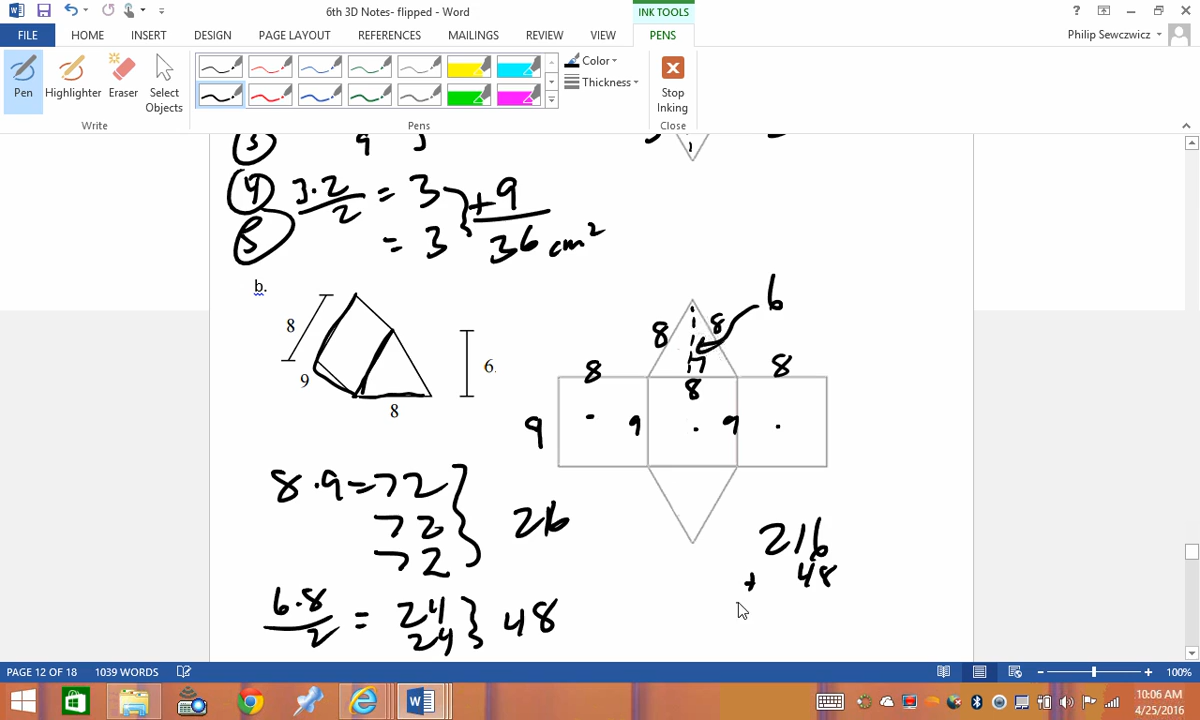 6th 3D Notes- flipped - Word
INK TOOLS
FILE HOME INSERT DESIGN PAGE LAYOUT REFERENCES MAILINGS REVIEW VIEW PENS
Philip Sewczwicz
Pen Highlighter Eraser Select Objects
Color
Thickness
Stop Inking
Write Pens Close
3 9 3
4 3·2/2 = 3 + 9
5 = 3 36 cm²
b.
8
9
8
6.
6
8 8
8 8 8
9 9 9
8·9=72
72
72
216
6·8/2 = 24
24
48
216
+ 48
PAGE 12 OF 18 1039 WORDS
100%
10:06 AM
4/25/2016